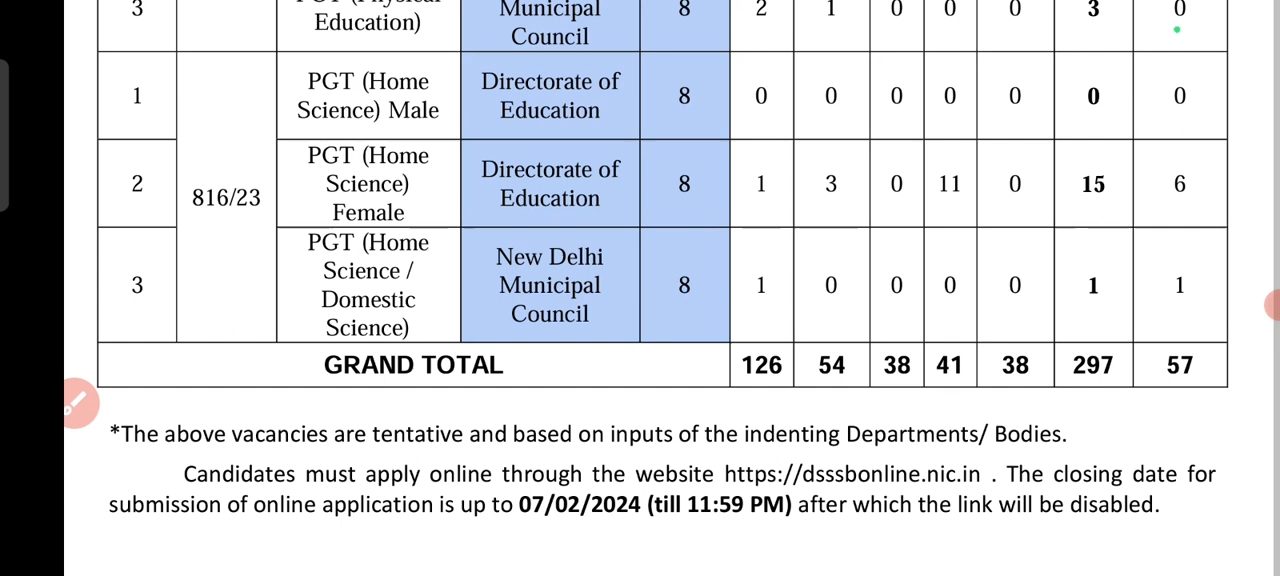 3 Education) Municipal Council 8 2 1 0 0 0 3 0
1 PGT (Home Science) Male Directorate of Education 8 0 0 0 0 0 0 0
816/23
2 PGT (Home Science) Female Directorate of Education 8 1 3 0 11 0 15 6
3 PGT (Home Science / Domestic Science) New Delhi Municipal Council 8 1 0 0 0 0 1 1
GRAND TOTAL 126 54 38 41 38 297 57
*The above vacancies are tentative and based on inputs of the indenting Departments/ Bodies.
Candidates must apply online through the website https://dsssbonline.nic.in . The closing date for
submission of online application is up to 07/02/2024 (till 11:59 PM) after which the link will be disabled.